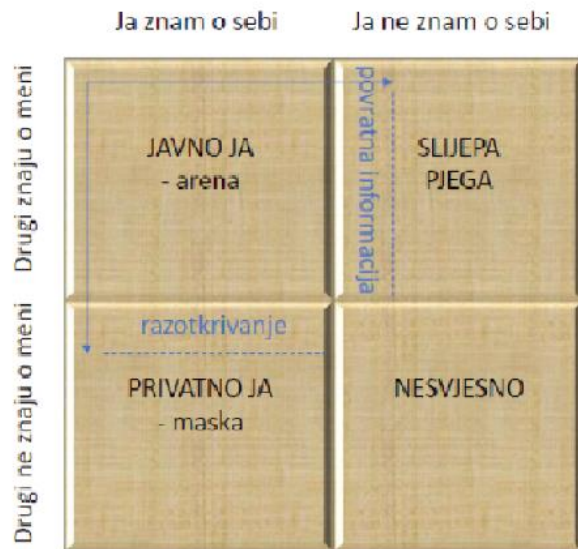 Ja znam o sebi
Ja ne znam o sebi
Drugi znaju o meni
JAVNO JA
- arena
povratna informacija
SLIJEPA
PJEGA
Drugi ne znaju o meni
razotkrivanje
PRIVATNO JA
- maska
NESVJESNO